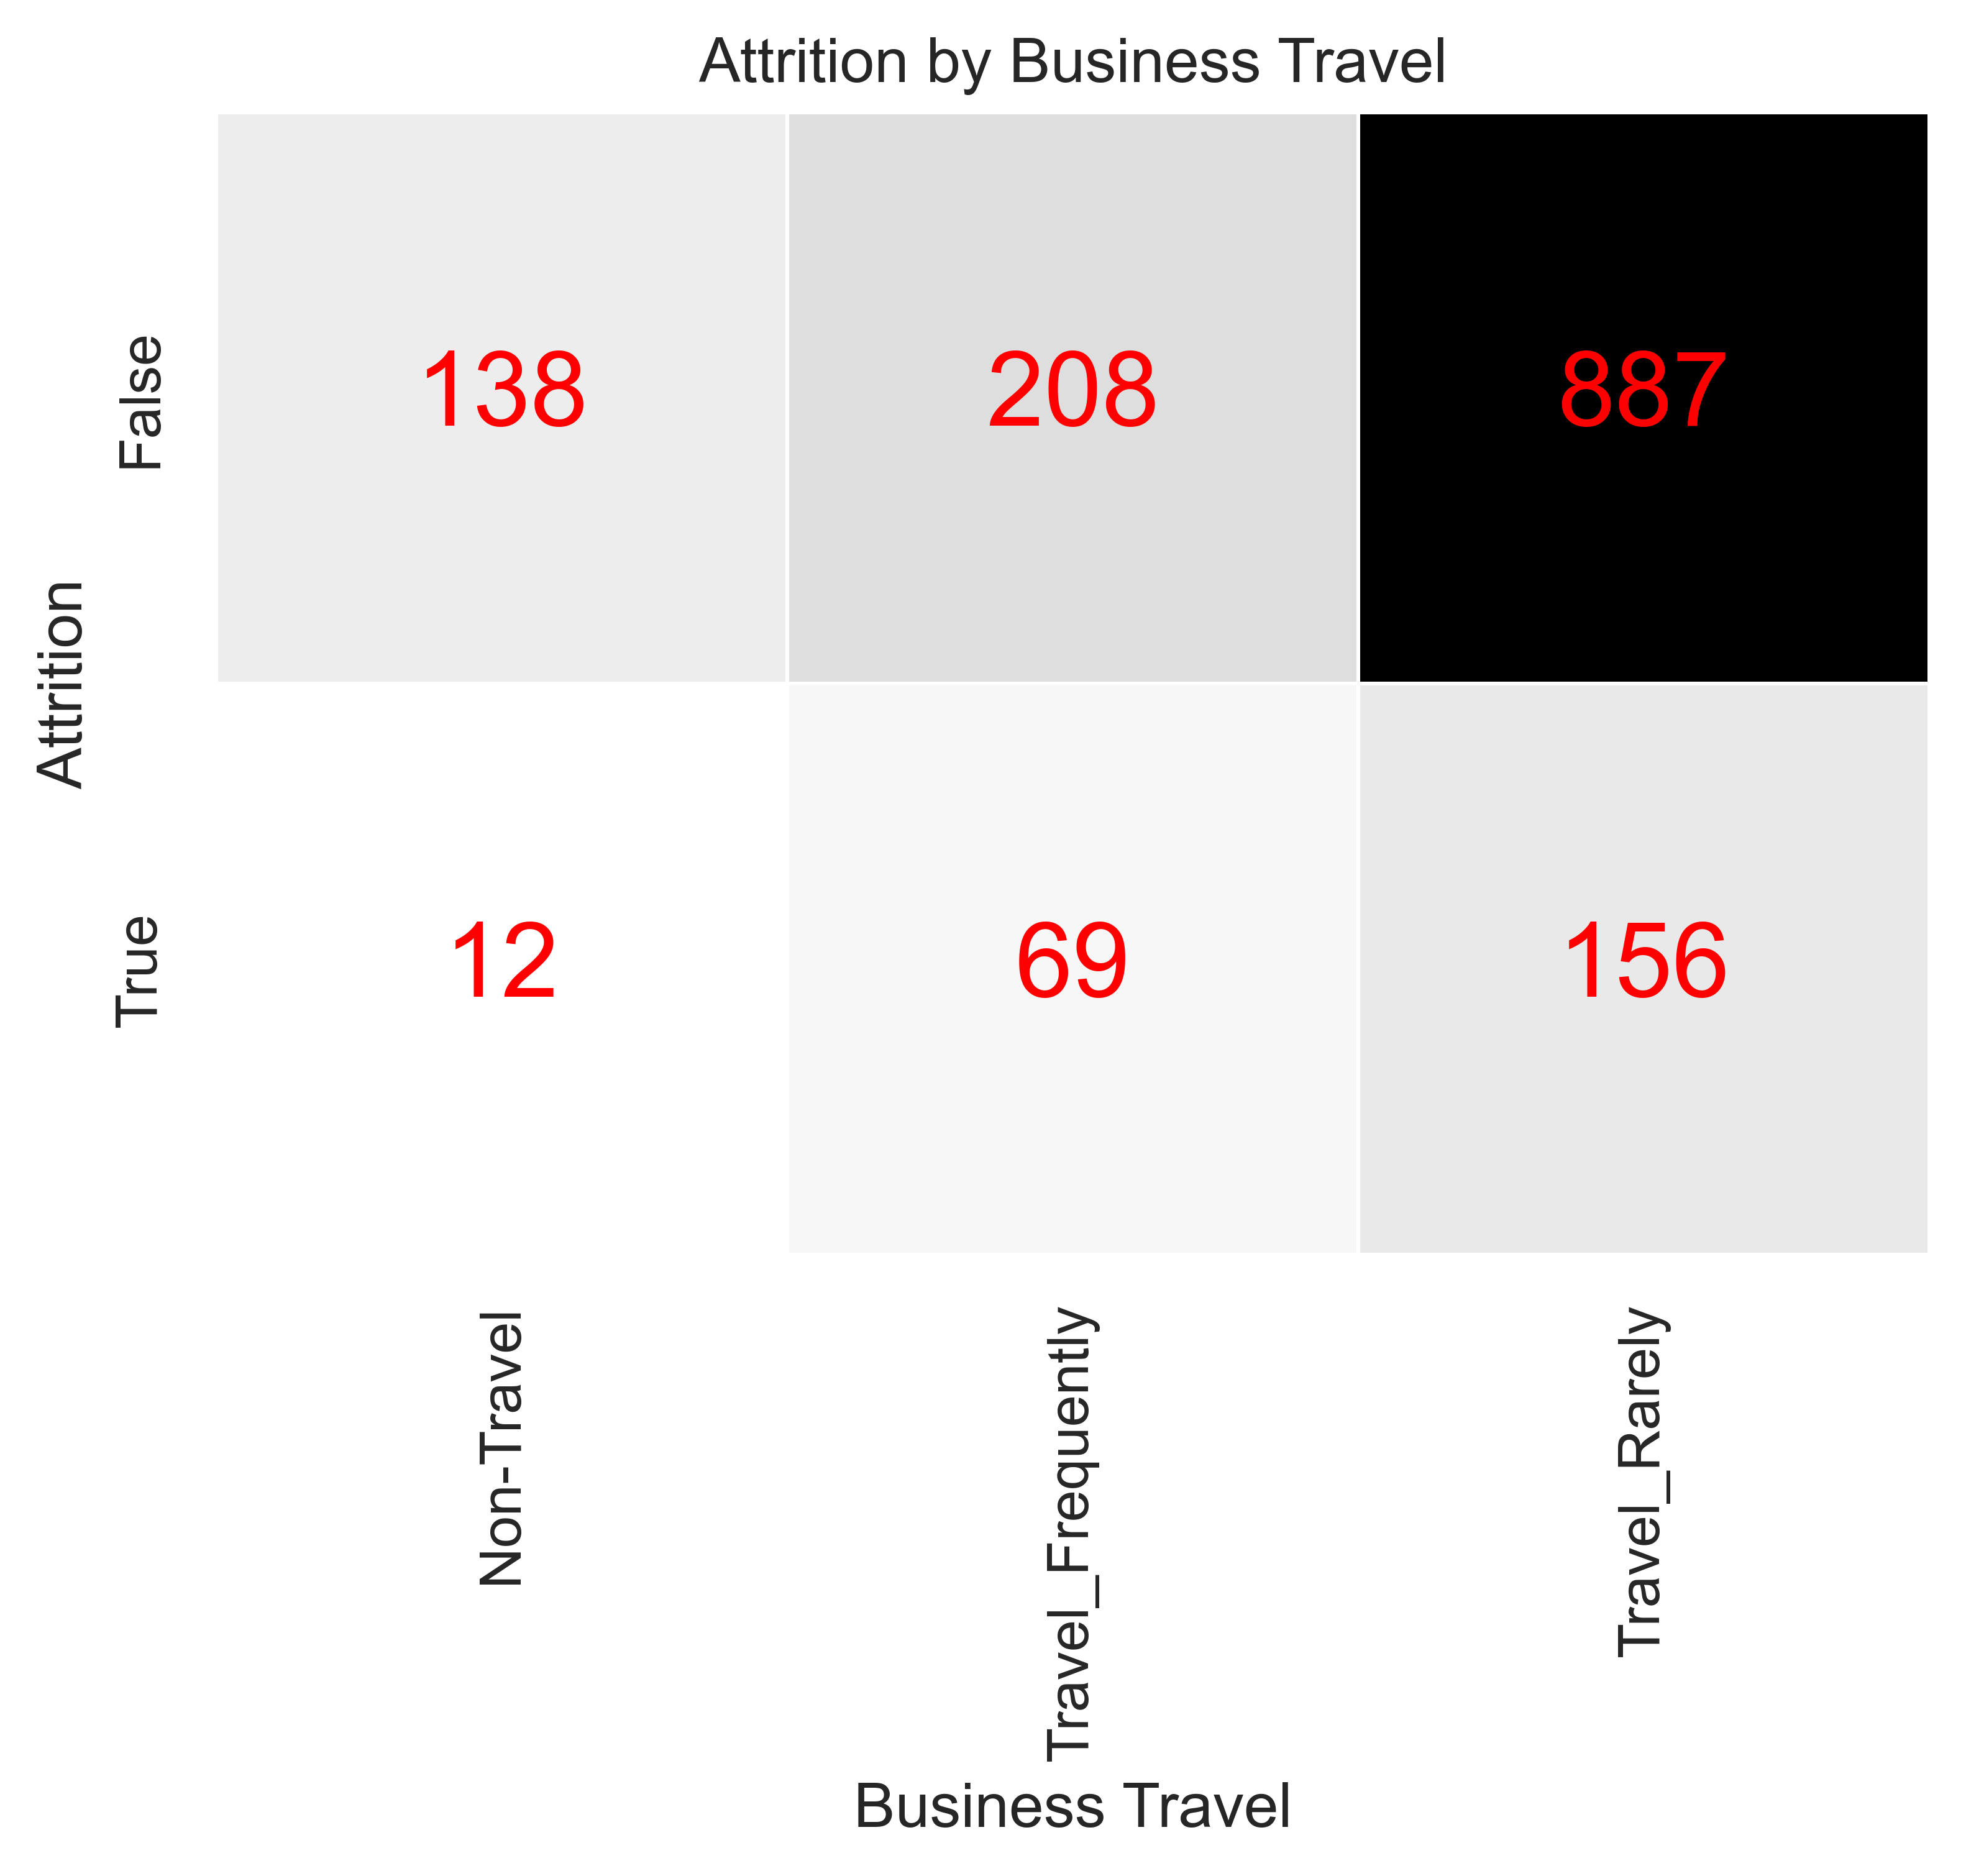 Attrition by Business Travel
Attrition
False
138
208
887
True
12
69
156
Non-Travel
Travel_Frequently
Travel_Rarely
Business Travel